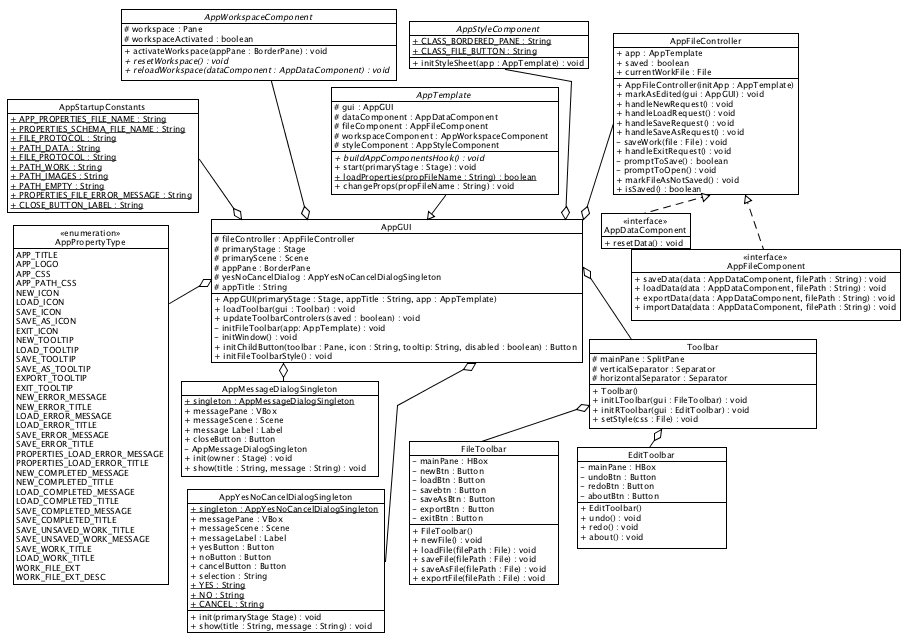 AppWorkspaceComponent
# workspace : Pane
# workspaceActivated : boolean
+ activateWorkspace(appPane : BorderPane) : void
+ resetWorkspace() : void
+ reloadWorkspace(dataComponent : AppDataComponent) : void
AppStyleComponent
+ CLASS_BORDERED_PANE : String
+ CLASS_FILE_BUTTON : String
+ initStyleSheet(app : AppTemplate) : void
AppFileController
+ app : AppTemplate
+ saved : boolean
+ currentWorkFile : File
+ AppFileController(initApp : AppTemplate)
+ markAsEdited(gui : AppGUI) : void
+ handleNewRequest() : void
+ handleLoadRequest() : void
+ handleSaveRequest() : void
+ handleSaveAsRequest() : void
− saveWork(file : File) : void
+ handleExitRequest() : void
− promptToSave() : boolean
− promptToOpen() : void
+ markFileAsNotSaved() : void
+ isSaved() : boolean
AppStartupConstants
+ APP_PROPERTIES_FILE_NAME : String
+ PROPERTIES_SCHEMA_FILE_NAME : String
+ FILE_PROTOCOL : String
+ PATH_DATA : String
+ FILE_PROTOCOL : String
+ PATH_WORK : String
+ PATH_IMAGES : String
+ PATH_EMPTY : String
+ PROPERTIES_FILE_ERROR_MESSAGE : String
+ CLOSE_BUTTON_LABEL : String
AppTemplate
# gui : AppGUI
# dataComponent : AppDataComponent
# fileComponent : AppFileComponent
# workspaceComponent : AppWorkspaceComponent
# styleComponent : AppStyleComponent
+ buildAppComponentsHook() : void
+ start(primaryStage : Stage) : void
+ loadProperties(propFileName : String) : boolean
+ changeProps(propFileName : String) : void
«interface»
AppDataComponent
+ resetData() : void
«interface»
AppFileComponent
+ saveData(data : AppDataComponent, filePath : String) : void
+ loadData(data : AppDataComponent, filePath : String) : void
+ exportData(data : AppDataComponent, filePath : String) : void
+ importData(data : AppDataComponent, filePath : String) : void
AppGUI
# fileController : AppFileController
# primaryStage : Stage
# primaryScene : Scene
# appPane : BorderPane
# yesNoCancelDialog : AppYesNoCancelDialogSingleton
# appTitle : String
+ AppGUI(primaryStage : Stage, appTitle : String, app : AppTemplate)
+ loadToolbar(gui : Toolbar) : void
+ updateToolbarControlers(saved : boolean) : void
− initFileToolbar(app: AppTemplate) : void
− initWindow() : void
+ initChildButton(toolbar : Pane, icon : String, tooltip: String, disabled : boolean) : Button
+ initFileToolbarStyle() : void
«enumeration»
AppPropertyType
APP_TITLE
APP_LOGO
APP_CSS
APP_PATH_CSS
NEW_ICON
LOAD_ICON
SAVE_ICON
SAVE_AS_ICON
EXIT_ICON
NEW_TOOLTIP
LOAD_TOOLTIP
SAVE_TOOLTIP
SAVE_AS_TOOLTIP
EXPORT_TOOLTIP
EXIT_TOOLTIP
NEW_ERROR_MESSAGE
NEW_ERROR_TITLE
LOAD_ERROR_MESSAGE
LOAD_ERROR_TITLE
SAVE_ERROR_MESSAGE
SAVE_ERROR_TITLE
PROPERTIES_LOAD_ERROR_MESSAGE
PROPERTIES_LOAD_ERROR_TITLE
NEW_COMPLETED_MESSAGE
NEW_COMPLETED_TITLE
LOAD_COMPLETED_MESSAGE
LOAD_COMPLETED_TITLE
SAVE_COMPLETED_MESSAGE
SAVE_COMPLETED_TITLE
SAVE_UNSAVED_WORK_TITLE
SAVE_UNSAVED_WORK_MESSAGE
SAVE_WORK_TITLE
LOAD_WORK_TITLE
WORK_FILE_EXT
WORK_FILE_EXT_DESC
Toolbar
# mainPane : SplitPane
# verticalSeparator : Separator
# horizontalSeparator : Separator
+ Toolbar()
+ initLToolbar(gui : FileToolbar) : void
+ initRToolbar(gui : EditToolbar) : void
+ setStyle(css : File) : void
AppMessageDialogSingleton
+ singleton : AppMessageDialogSingleton
+ messagePane : VBox
+ messageScene : Scene
+ message Label : Label
+ closeButton : Button
− AppMessageDialogSingleton
+ init(owner : Stage) : void
+ show(title : String, message : String) : void
FileToolbar
− mainPane : HBox
− newBtn : Button
− loadBtn : Button
− savebtn : Button
− saveAsBtn : Button
− exportBtn : Button
− exitBtn : Button
+ FileToolbar()
+ newFile() : void
+ loadFile(filePath : File) : void
+ saveFile(filePath : File) : void
+ saveAsFile(filePath : File) : void
+ exportFile(filePath : File) : void
EditToolbar
− mainPane : HBox
− undoBtn : Button
− redoBtn : Button
− aboutBtn : Button
+ EditToolbar()
+ undo() : void
+ redo() : void
+ about() : void
AppYesNoCancelDialogSingleton
+ singleton : AppYesNoCancelDialogSingleton
+ messagePane : VBox
+ messageScene : Scene
+ messageLabel : Label
+ yesButton : Button
+ noButton : Button
+ cancelButton : Button
+ selection : String
+ YES : String
+ NO : String
+ CANCEL : String
+ init(primaryStage Stage) : void
+ show(title : String, message : String) : void